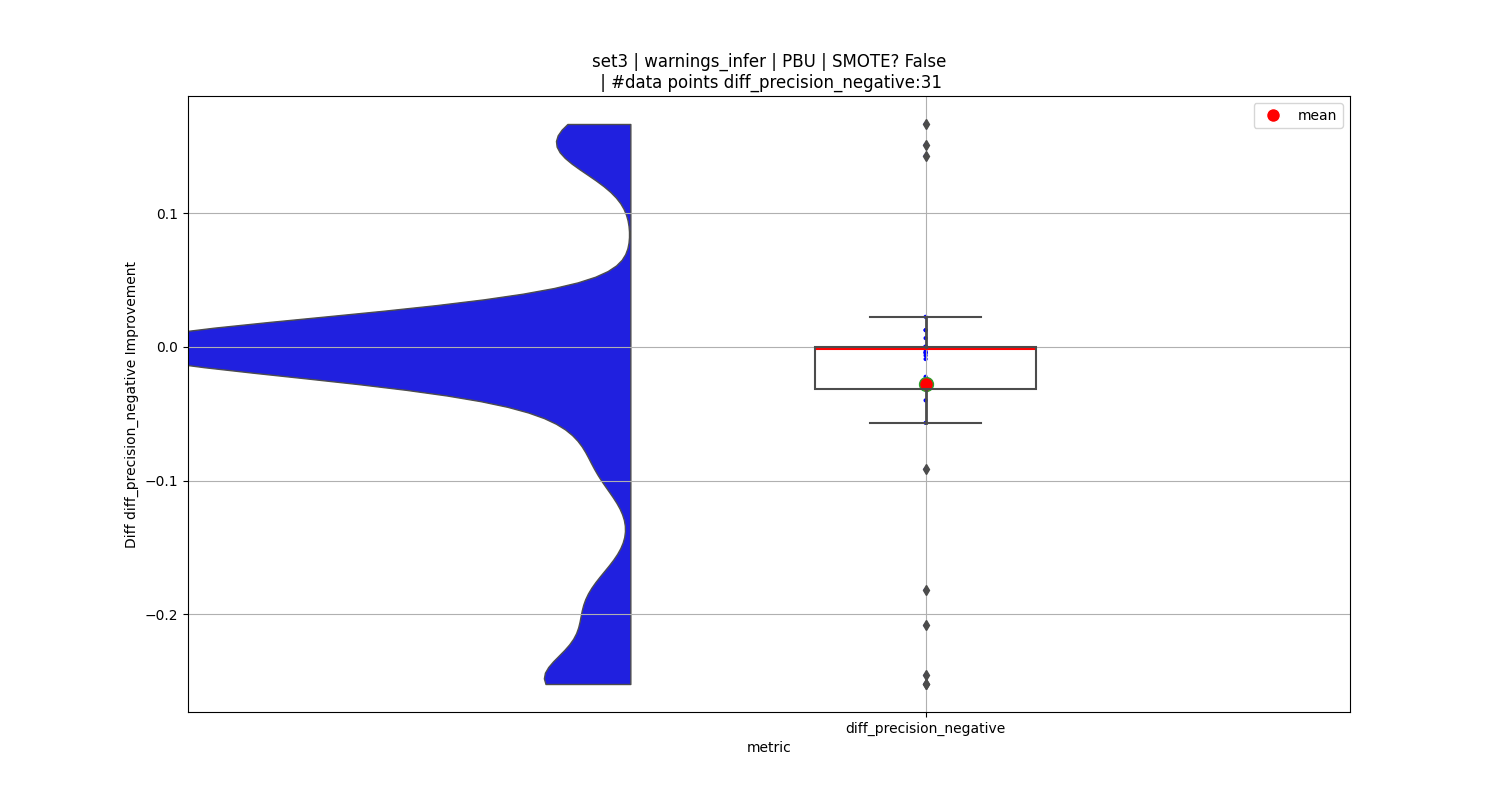 set3 | warnings_infer | PBU | SMOTE? False
| #data points diff_precision_negative:31
mean
0.1
0.0
−0.1
−0.2
Diff diff_precision_negative Improvement
diff_precision_negative
metric